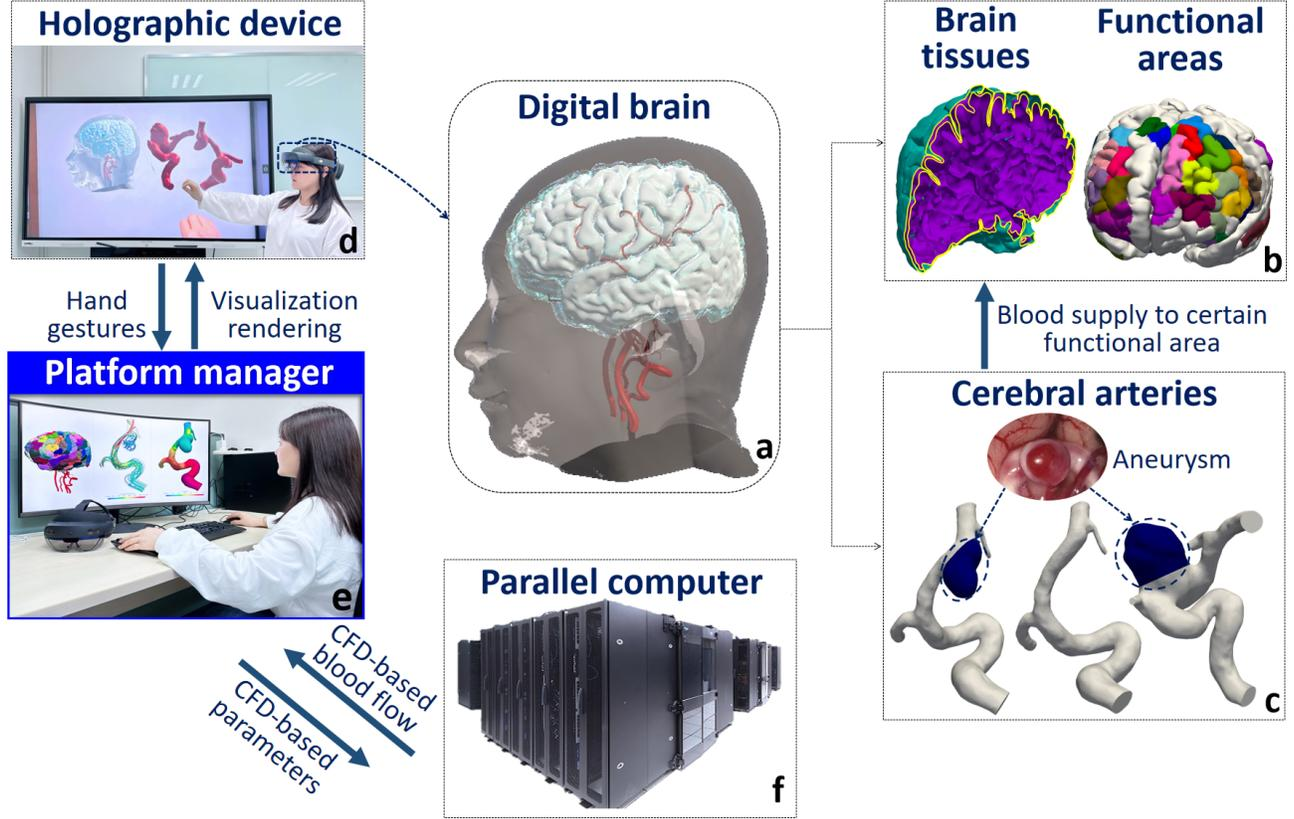 Holographic device
d
Hand
gestures
Visualization
rendering
Platform manager
e
CFD-based
blood flow
CFD-based
parameters
Digital brain
a
Parallel computer
f
Brain
tissues
Functional
areas
b
Blood supply to certain
functional area
Cerebral arteries
Aneurysm
c